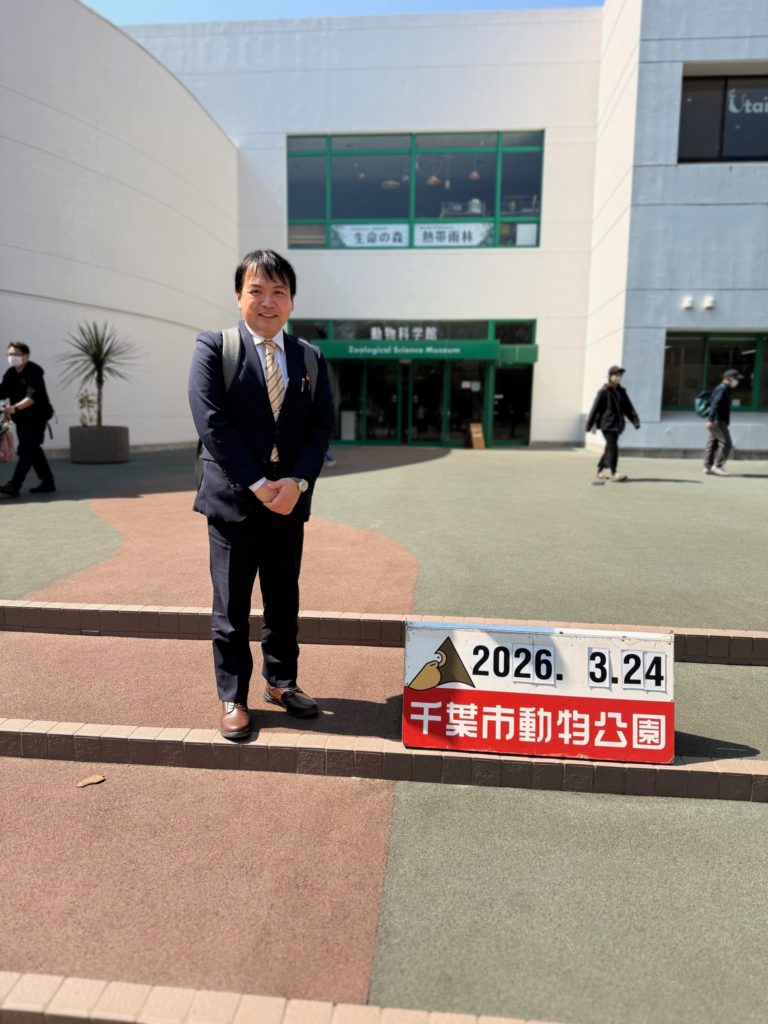 Utai
生命の森
熱帯雨林
動物科学館
Zoological Science Museum
2026. 3.24
千葉市動物公園